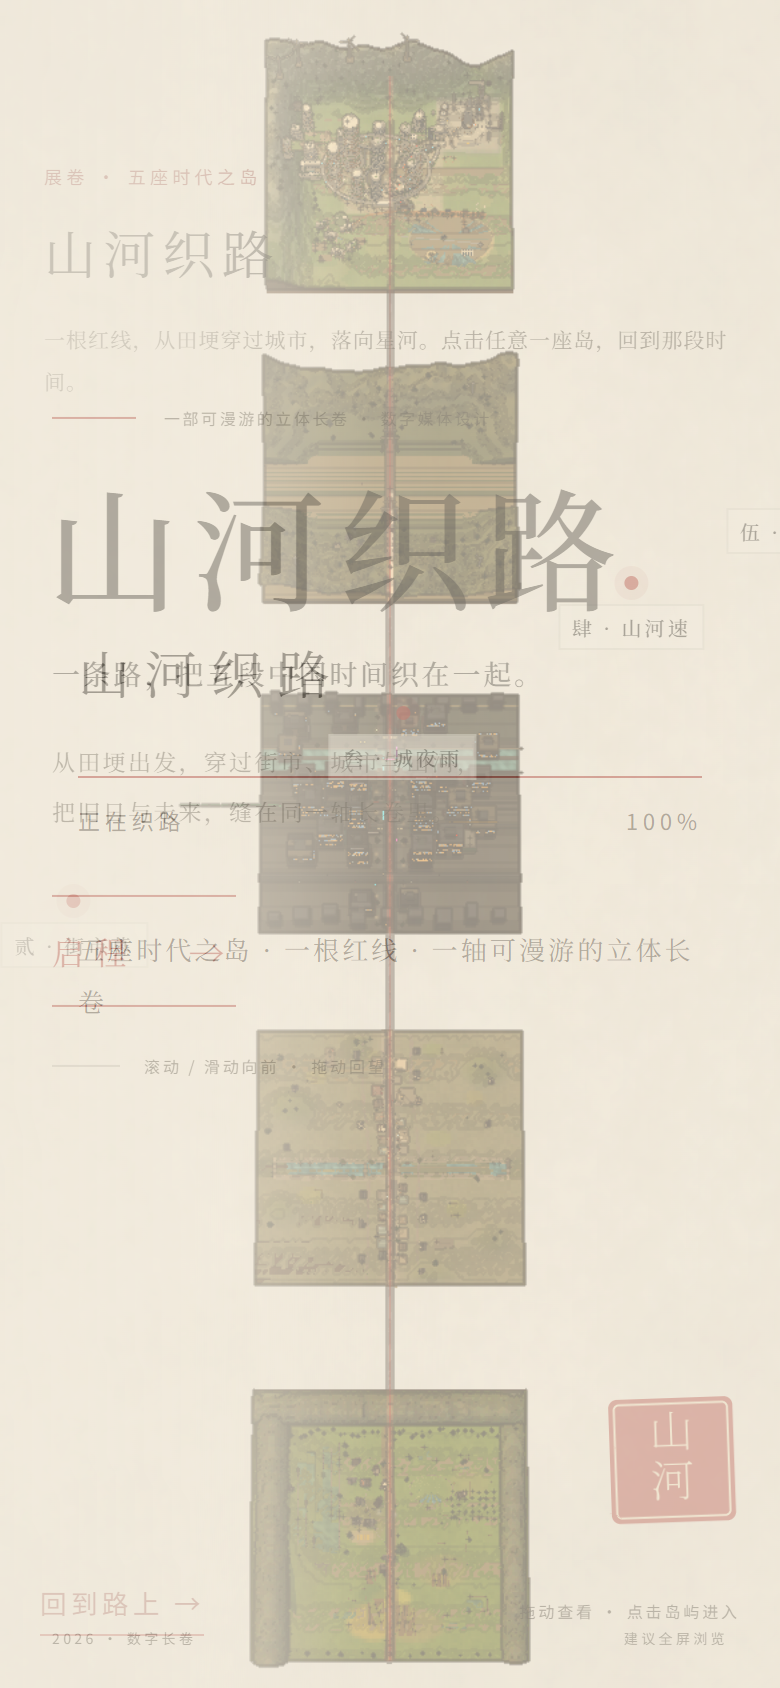 展卷 · 五座时代之岛
山河织路
一根红线，从田埂穿过城市，落向星河。点击任意一座岛，回到那段时
间。
一部可漫游的立体长卷 · 数字媒体设计
山河织路
伍 ·
肆 · 山河速
一条路，把五段中国时间织在一起。
山河织路
叁 · 城夜雨
从田埂出发，穿过街市、城市与山河，
把旧日与未来，缝在同一轴长卷里。
正在织路
100%
贰 ·
启程 →
五座时代之岛 · 一根红线 · 一轴可漫游的立体长
卷
滚动 / 滑动向前 · 拖动回望
山
河
回到路上 →
2026 · 数字长卷
拖动查看 · 点击岛屿进入
建议全屏浏览